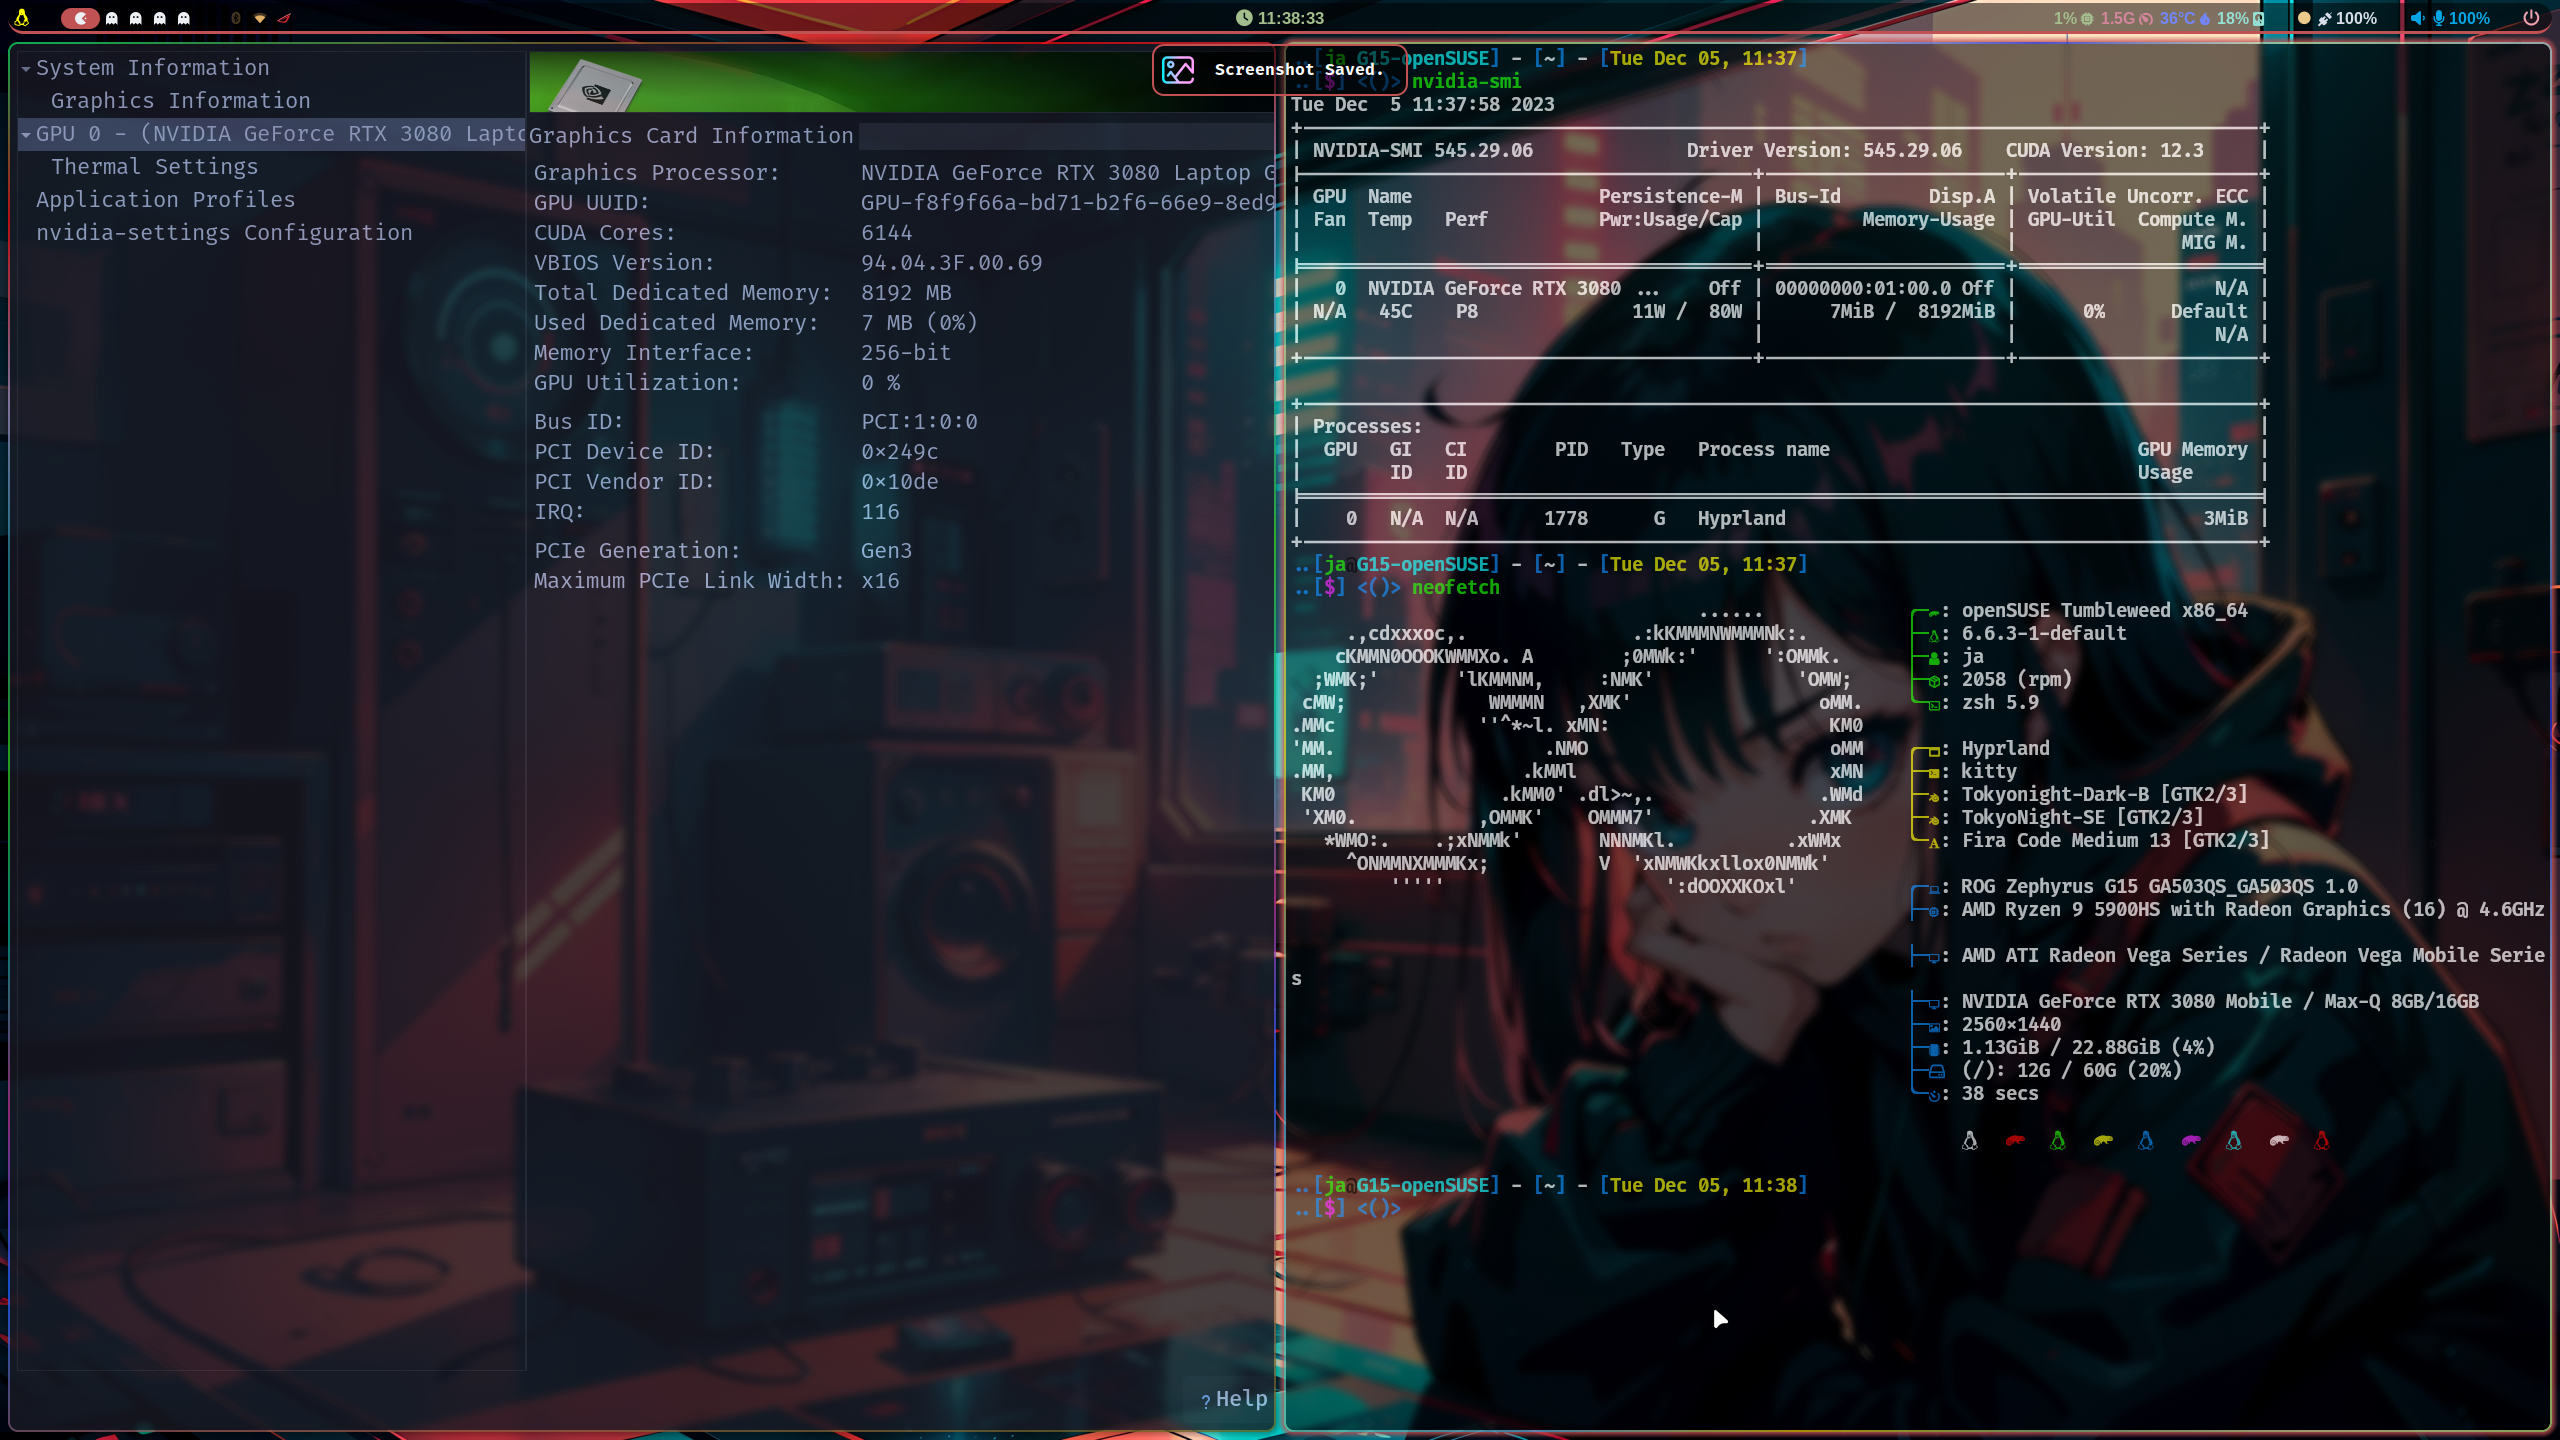 11:38:33
1% 1.5G 36°C 18% 100% 100%
System Information
Graphics Information
GPU 0 - (NVIDIA GeForce RTX 3080 Lapto
Thermal Settings
Application Profiles
nvidia-settings Configuration
Graphics Card Information
Graphics Processor: NVIDIA GeForce RTX 3080 Laptop G
GPU UUID: GPU-f8f9f66a-bd71-b2f6-66e9-8ed9
CUDA Cores: 6144
VBIOS Version: 94.04.3F.00.69
Total Dedicated Memory: 8192 MB
Used Dedicated Memory: 7 MB (0%)
Memory Interface: 256-bit
GPU Utilization: 0 %
Bus ID: PCI:1:0:0
PCI Device ID: 0×249c
PCI Vendor ID: 0×10de
IRQ: 116
PCIe Generation: Gen3
Maximum PCIe Link Width: x16
?Help
Screenshot Saved.
..[ja@G15-openSUSE] - [~] - [Tue Dec 05, 11:37]
..[$] <()> nvidia-smi
Tue Dec  5 11:37:58 2023
NVIDIA-SMI 545.29.06 Driver Version: 545.29.06 CUDA Version: 12.3
GPU Name Persistence-M | Bus-Id Disp.A | Volatile Uncorr. ECC
Fan Temp Perf Pwr:Usage/Cap | Memory-Usage | GPU-Util Compute M.
MIG M.
0 NVIDIA GeForce RTX 3080 ... Off | 00000000:01:00.0 Off | N/A
N/A 45C P8 11W / 80W | 7MiB / 8192MiB | 0% Default
N/A
Processes:
GPU GI CI PID Type Process name GPU Memory
ID ID Usage
0 N/A N/A 1778 G Hyprland 3MiB
..[ja@G15-openSUSE] - [~] - [Tue Dec 05, 11:37]
..[$] <()> neofetch
: openSUSE Tumbleweed x86_64
: 6.6.3-1-default
: ja
: 2058 (rpm)
: zsh 5.9
: Hyprland
: kitty
: Tokyonight-Dark-B [GTK2/3]
: TokyoNight-SE [GTK2/3]
: Fira Code Medium 13 [GTK2/3]
: ROG Zephyrus G15 GA503QS_GA503QS 1.0
: AMD Ryzen 9 5900HS with Radeon Graphics (16) @ 4.6GHz
: AMD ATI Radeon Vega Series / Radeon Vega Mobile Serie
s
: NVIDIA GeForce RTX 3080 Mobile / Max-Q 8GB/16GB
: 2560×1440
: 1.13GiB / 22.88GiB (4%)
(/): 12G / 60G (20%)
: 38 secs
..[ja@G15-openSUSE] - [~] - [Tue Dec 05, 11:38]
..[$] <()>